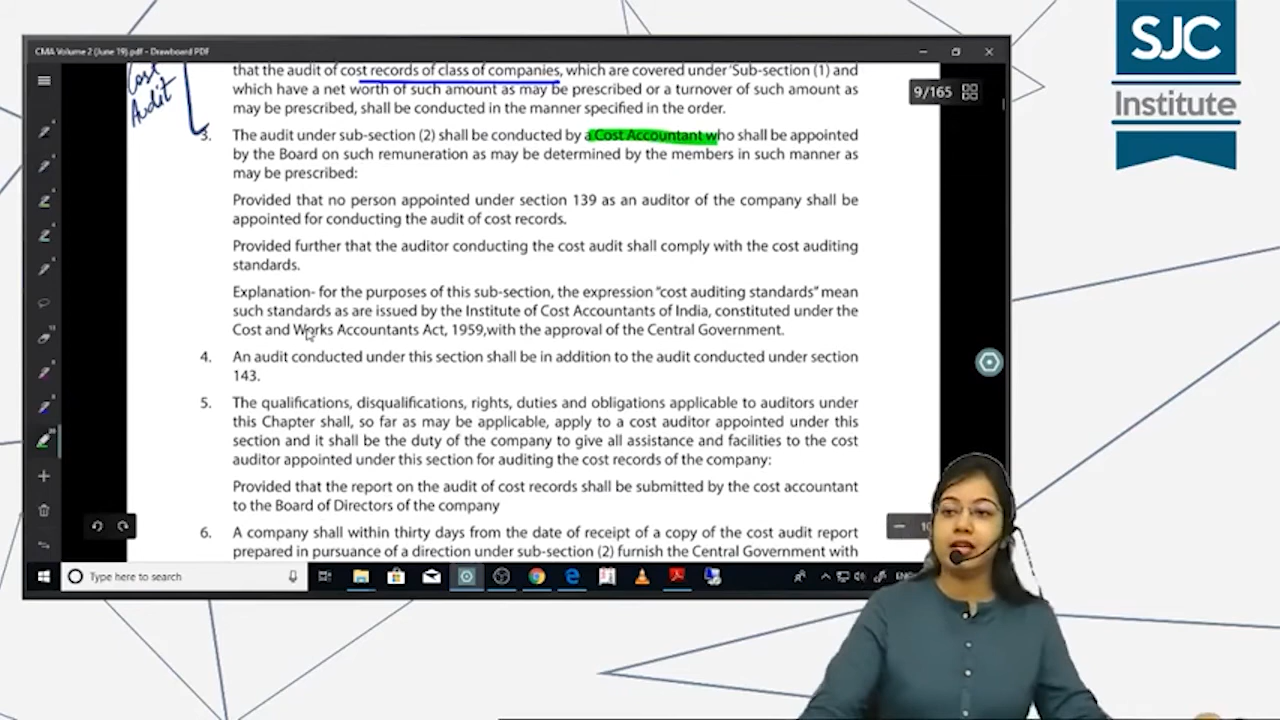 SJC
Institute
CMA Volume 2 (June 19).pdf - Drawboard PDF
Cost
Audit
9/165
that the audit of cost records of class of companies, which are covered under 'Sub-section (1) and
which have a net worth of such amount as may be prescribed or a turnover of such amount as
may be prescribed, shall be conducted in the manner specified in the order.
3. The audit under sub-section (2) shall be conducted by a Cost Accountant who shall be appointed
by the Board on such remuneration as may be determined by the members in such manner as
may be prescribed:
Provided that no person appointed under section 139 as an auditor of the company shall be
appointed for conducting the audit of cost records.
Provided further that the auditor conducting the cost audit shall comply with the cost auditing
standards.
Explanation- for the purposes of this sub-section, the expression "cost auditing standards" mean
such standards as are issued by the Institute of Cost Accountants of India, constituted under the
Cost and Works Accountants Act, 1959,with the approval of the Central Government.
4. An audit conducted under this section shall be in addition to the audit conducted under section
143.
5. The qualifications, disqualifications, rights, duties and obligations applicable to auditors under
this Chapter shall, so far as may be applicable, apply to a cost auditor appointed under this
section and it shall be the duty of the company to give all assistance and facilities to the cost
auditor appointed under this section for auditing the cost records of the company:
Provided that the report on the audit of cost records shall be submitted by the cost accountant
to the Board of Directors of the company
6. A company shall within thirty days from the date of receipt of a copy of the cost audit report
prepared in pursuance of a direction under sub-section (2) furnish the Central Government with
Type here to search